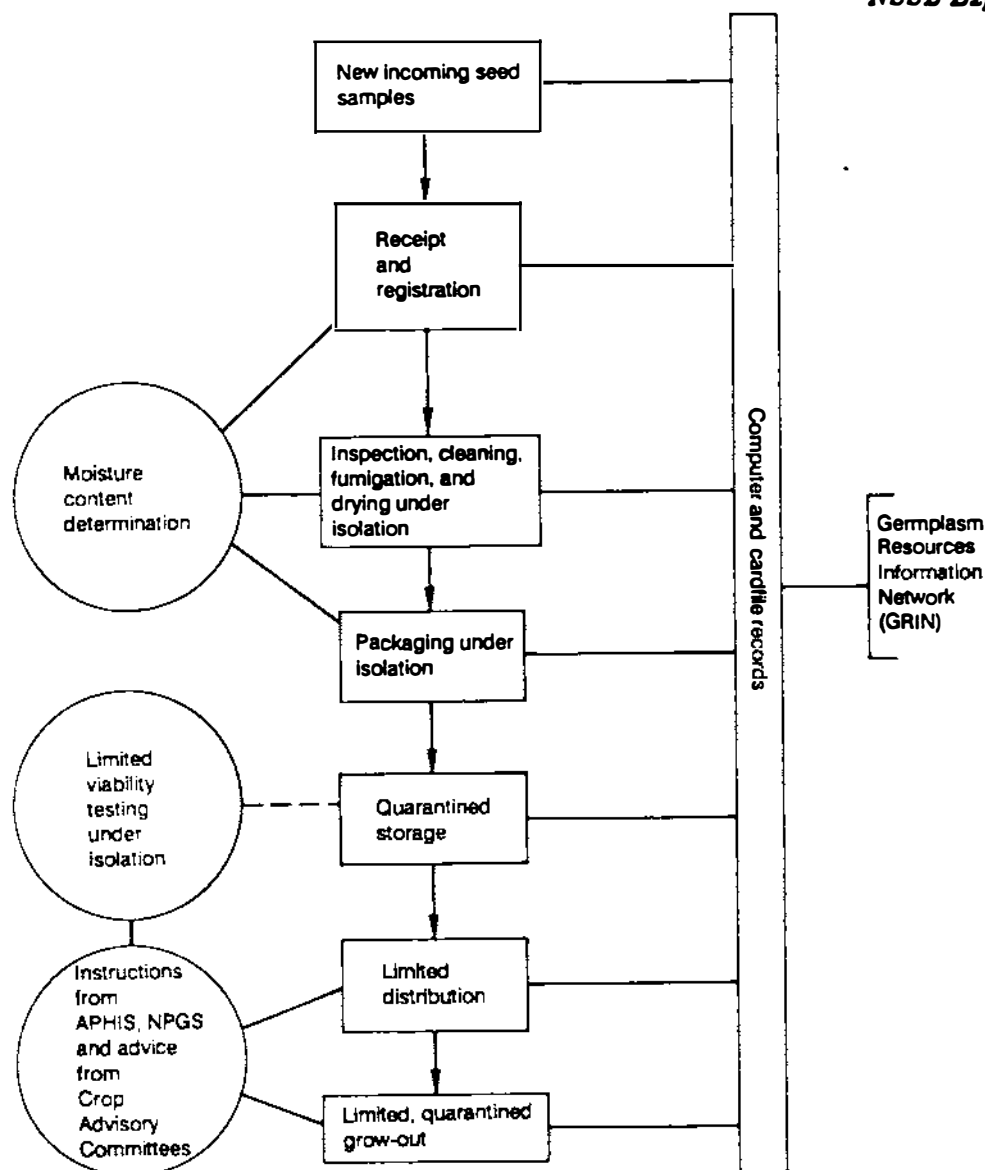 New incoming seed
samples
Receipt
and
registration
Moisture
content
determination
Inspection, cleaning,
fumigation, and
drying under
isolation
Packaging under
isolation
Limited
viability
testing
under
isolation
Quarantined
storage
Instructions
from
APHIS, NPGS
and advice
from
Crop
Advisory
Committees
Limited
distribution
Limited, quarantined
grow-out
Computer and cardfile records
Germplasm
Resources
Information
Network
(GRIN)